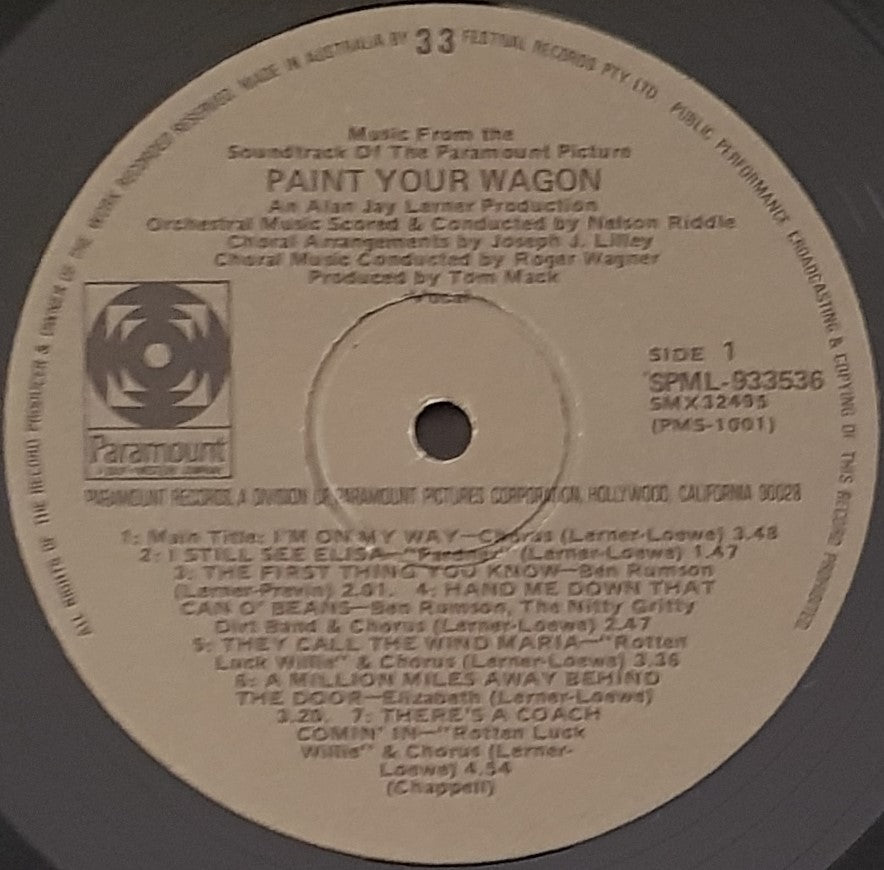 ALL RIGHTS OF THE RECORD PRODUCER & OWNER OF THE WORK RECORDED RESERVED. MADE IN AUSTRALIA BY 33 FESTIVAL RECORDS PTY LTD PUBLIC PERFORMANCE BROADCASTING & COPYING OF THIS RECORD PROHIBITED
Music From the
Soundtrack Of The Paramount Picture
PAINT YOUR WAGON
An Alan Jay Lerner Production
Orchestral Music Scored & Conducted by Nelson Riddle
Choral Arrangements by Joseph J. Lilley
Choral Music Conducted by Roger Wagner
Produced by Tom Mack
Vocal
SIDE 1
SPML-933536
SMX32495
(PMS-1001)
Paramount
A GULF+WESTERN COMPANY
PARAMOUNT RECORDS, A DIVISION OF PARAMOUNT PICTURES CORPORATION, HOLLYWOOD, CALIFORNIA 90028
1: Main Title: I'M ON MY WAY—Chorus (Lerner-Loewe) 3.48
2: I STILL SEE ELISA—"Pardner" (Lerner-Loewe) 1.47
3: THE FIRST THING YOU KNOW—Ben Rumson
(Lerner-Previn) 2.01. 4: HAND ME DOWN THAT
CAN O' BEANS—Ben Rumson, The Nitty Gritty
Dirt Band & Chorus (Lerner-Loewe) 2.47
5: THEY CALL THE WIND MARIA—"Rotten
Luck Willie" & Chorus (Lerner-Loewe) 3.36
6: A MILLION MILES AWAY BEHIND
THE DOOR—Elizabeth (Lerner-Loewe)
3.20. 7: THERE'S A COACH
COMIN' IN—"Rotten Luck
Willie" & Chorus (Lerner-
Loewe) 4.54
(Chappell)